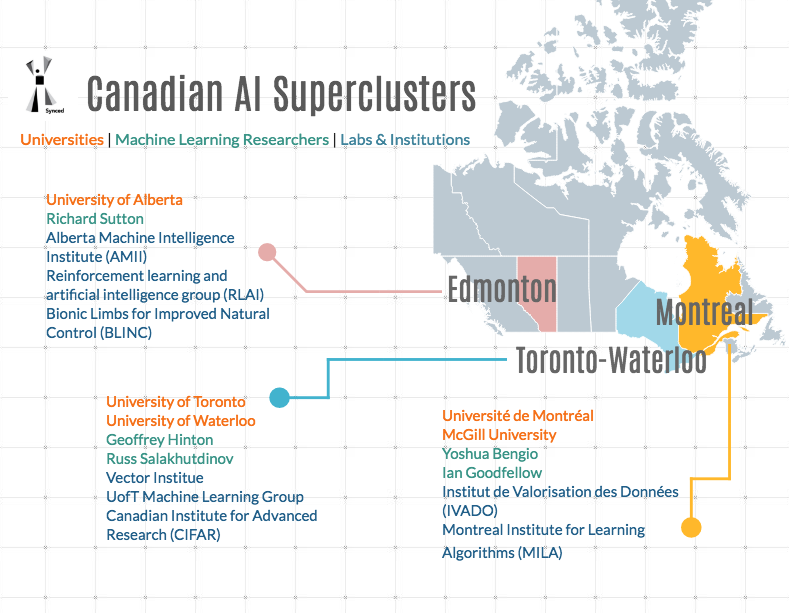 Synced
Canadian AI Superclusters
Universities | Machine Learning Researchers | Labs & Institutions
University of Alberta
Richard Sutton
Alberta Machine Intelligence
Institute (AMII)
Reinforcement learning and
artificial intelligence group (RLAI)
Bionic Limbs for Improved Natural
Control (BLINC)
Edmonton
Montreal
Toronto-Waterloo
University of Toronto
University of Waterloo
Geoffrey Hinton
Russ Salakhutdinov
Vector Institue
UofT Machine Learning Group
Canadian Institute for Advanced
Research (CIFAR)
Université de Montréal
McGill University
Yoshua Bengio
Ian Goodfellow
Institut de Valorisation des Données
(IVADO)
Montreal Institute for Learning
Algorithms (MILA)